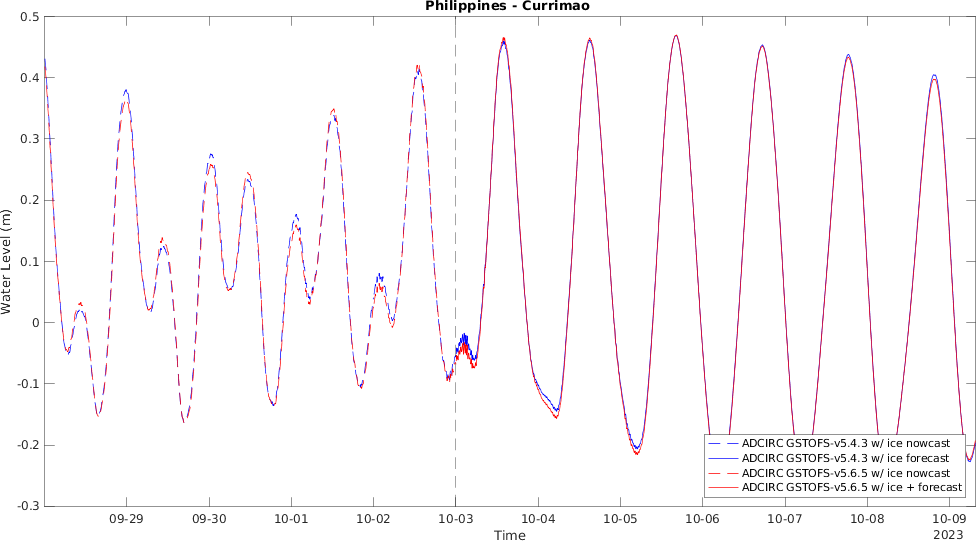 Philippines - Currimao
Water Level (m)
0.5
0.4
0.3
0.2
0.1
0
-0.1
-0.2
-0.3
ADCIRC GSTOFS-v5.4.3 w/ ice nowcast
ADCIRC GSTOFS-v5.4.3 w/ ice forecast
ADCIRC GSTOFS-v5.6.5 w/ ice nowcast
ADCIRC GSTOFS-v5.6.5 w/ ice + forecast
09-29 09-30 10-01 10-02 10-03 10-04 10-05 10-06 10-07 10-08 10-09
Time
2023